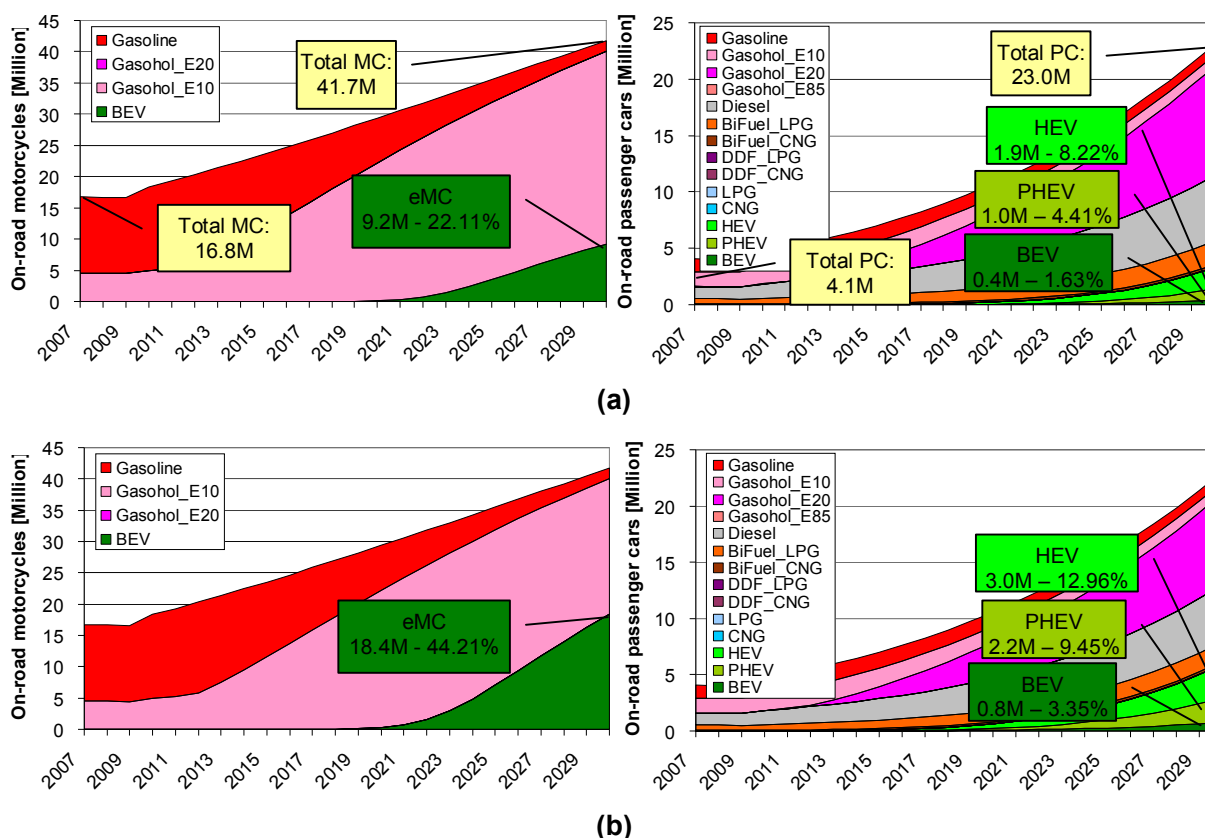 On-road motorcycles [Million]
45
40
35
30
25
20
15
10
5
0
Gasoline
Gasohol_E20
Gasohol_E10
BEV
Total MC:
41.7M
Total MC:
16.8M
eMC
9.2M - 22.11%
2007
2009
2011
2013
2015
2017
2019
2021
2023
2025
2027
2029
On-road passenger cars [Million]
25
20
15
10
5
0
Gasoline
Gasohol_E10
Gasohol_E20
Gasohol_E85
Diesel
BiFuel_LPG
BiFuel_CNG
DDF_LPG
DDF_CNG
LPG
CNG
HEV
PHEV
BEV
Total PC:
23.0M
HEV
1.9M - 8.22%
PHEV
1.0M – 4.41%
BEV
0.4M – 1.63%
Total PC:
4.1M
2007
2009
2011
2013
2015
2017
2019
2021
2023
2025
2027
2029
(a)
On-road motorcycles [Million]
45
40
35
30
25
20
15
10
5
0
Gasoline
Gasohol_E10
Gasohol_E20
BEV
eMC
18.4M - 44.21%
2007
2009
2011
2013
2015
2017
2019
2021
2023
2025
2027
2029
On-road passenger cars [Million]
25
20
15
10
5
0
Gasoline
Gasohol_E10
Gasohol_E20
Gasohol_E85
Diesel
BiFuel_LPG
BiFuel_CNG
DDF_LPG
DDF_CNG
LPG
CNG
HEV
PHEV
BEV
HEV
3.0M – 12.96%
PHEV
2.2M – 9.45%
BEV
0.8M – 3.35%
2007
2009
2011
2013
2015
2017
2019
2021
2023
2025
2027
2029
(b)